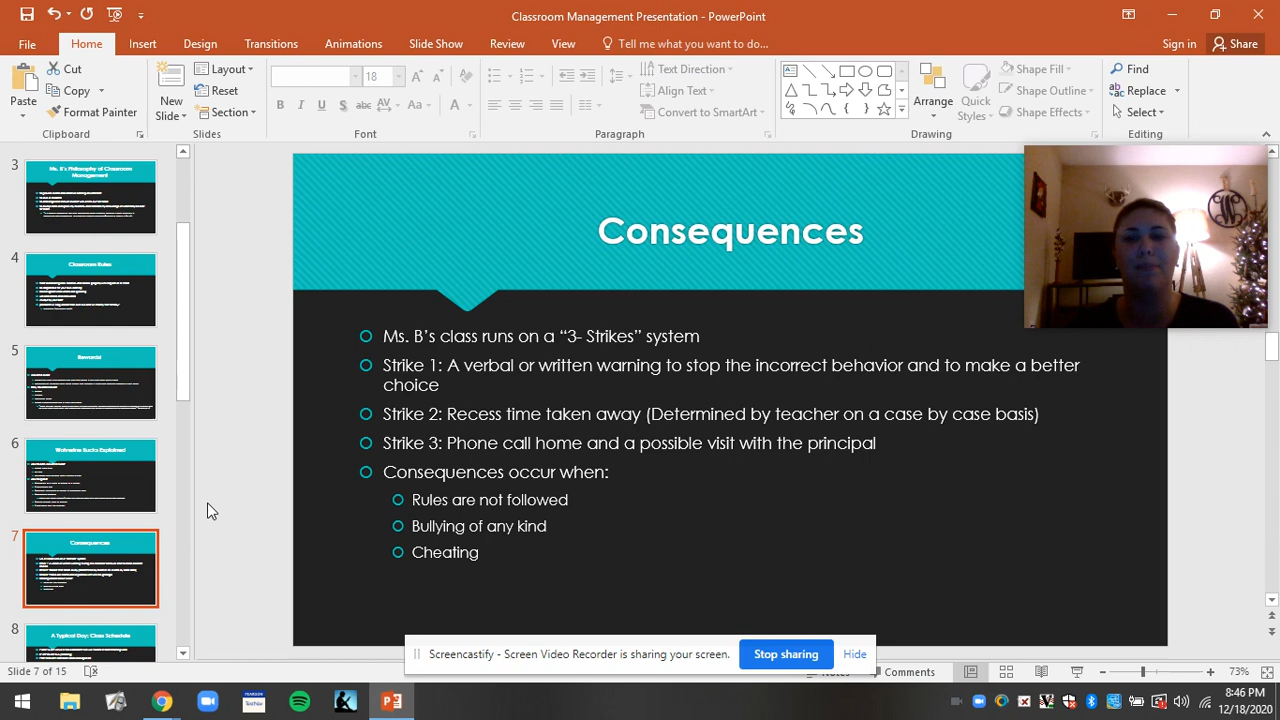 Classroom Management Presentation - PowerPoint
File Home Insert Design Transitions Animations Slide Show Review View Tell me what you want to do... Sign in Share
Cut
Copy
Format Painter
Paste
Clipboard
New Slide
Layout
Reset
Section
Slides
18
B I U S abc AV Aa A
Font
Text Direction
Align Text
Convert to SmartArt
Paragraph
Arrange
Quick Styles
Shape Fill
Shape Outline
Shape Effects
Drawing
Find
Replace
Select
Editing
3
Ms. B's Philosophy of Classroom
Management
4
Classroom Rules
5
Rewards!
6
Wolverine Bucks Explained
7
Consequences
8
A Typical Day: Class Schedule
Consequences
Ms. B's class runs on a “3- Strikes” system
Strike 1: A verbal or written warning to stop the incorrect behavior and to make a better
choice
Strike 2: Recess time taken away (Determined by teacher on a case by case basis)
Strike 3: Phone call home and a possible visit with the principal
Consequences occur when:
Rules are not followed
Bullying of any kind
Cheating
Screencastify - Screen Video Recorder is sharing your screen. Stop sharing Hide
Slide 7 of 15
Notes Comments 73%
8:46 PM
12/18/2020